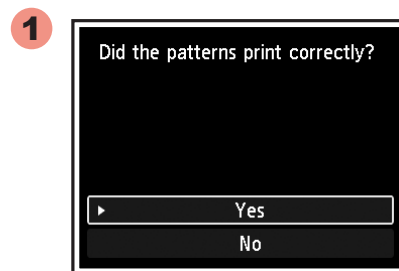 1
Did the patterns print correctly?
Yes
No